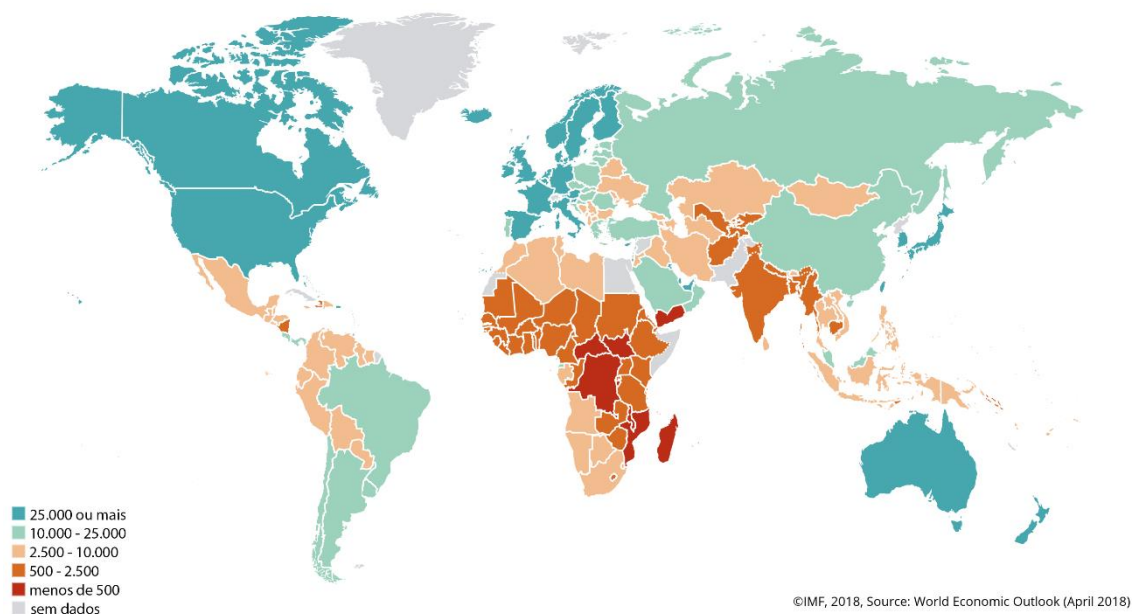 25.000 ou mais
10.000 - 25.000
2.500 - 10.000
500 - 2.500
menos de 500
sem dados
©IMF, 2018, Source: World Economic Outlook (April 2018)